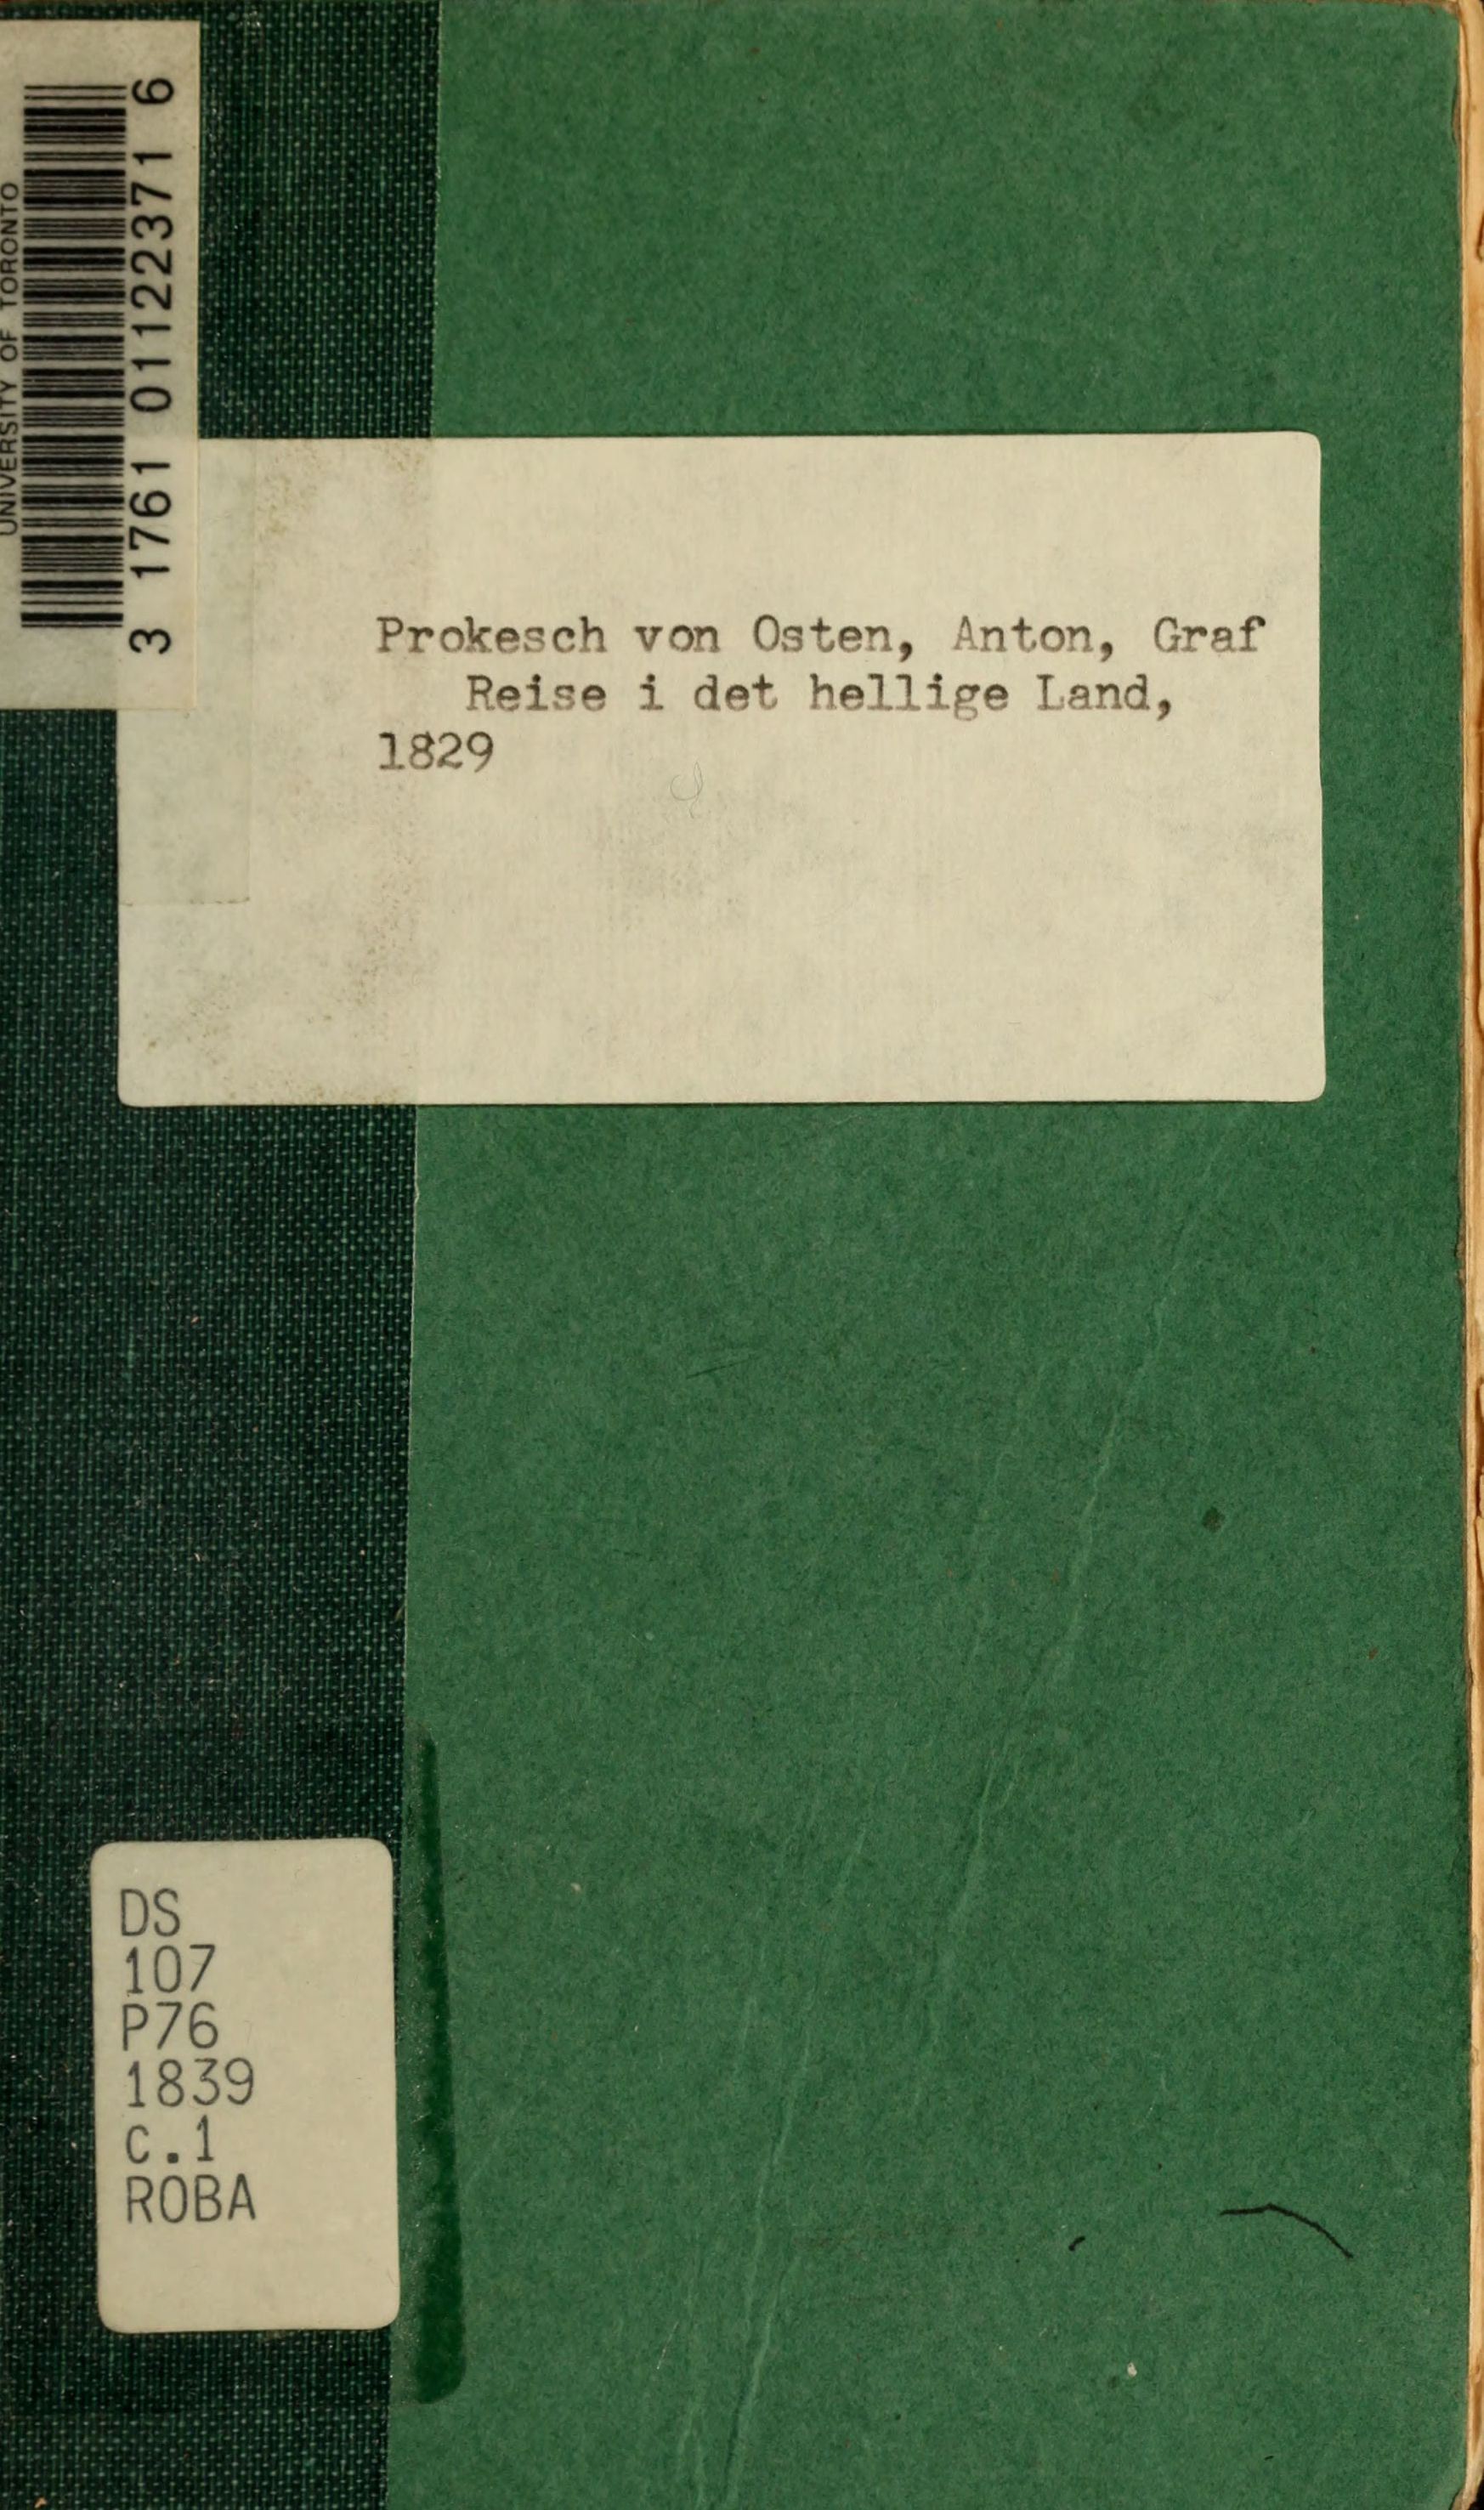 UNIVERSITY OF TORONTO
3 1761 01122371 6
Prokesch von Osten, Anton, Graf
Reise i det hellige Land,
1829
DS
107
P76
1839
c.1
ROBA